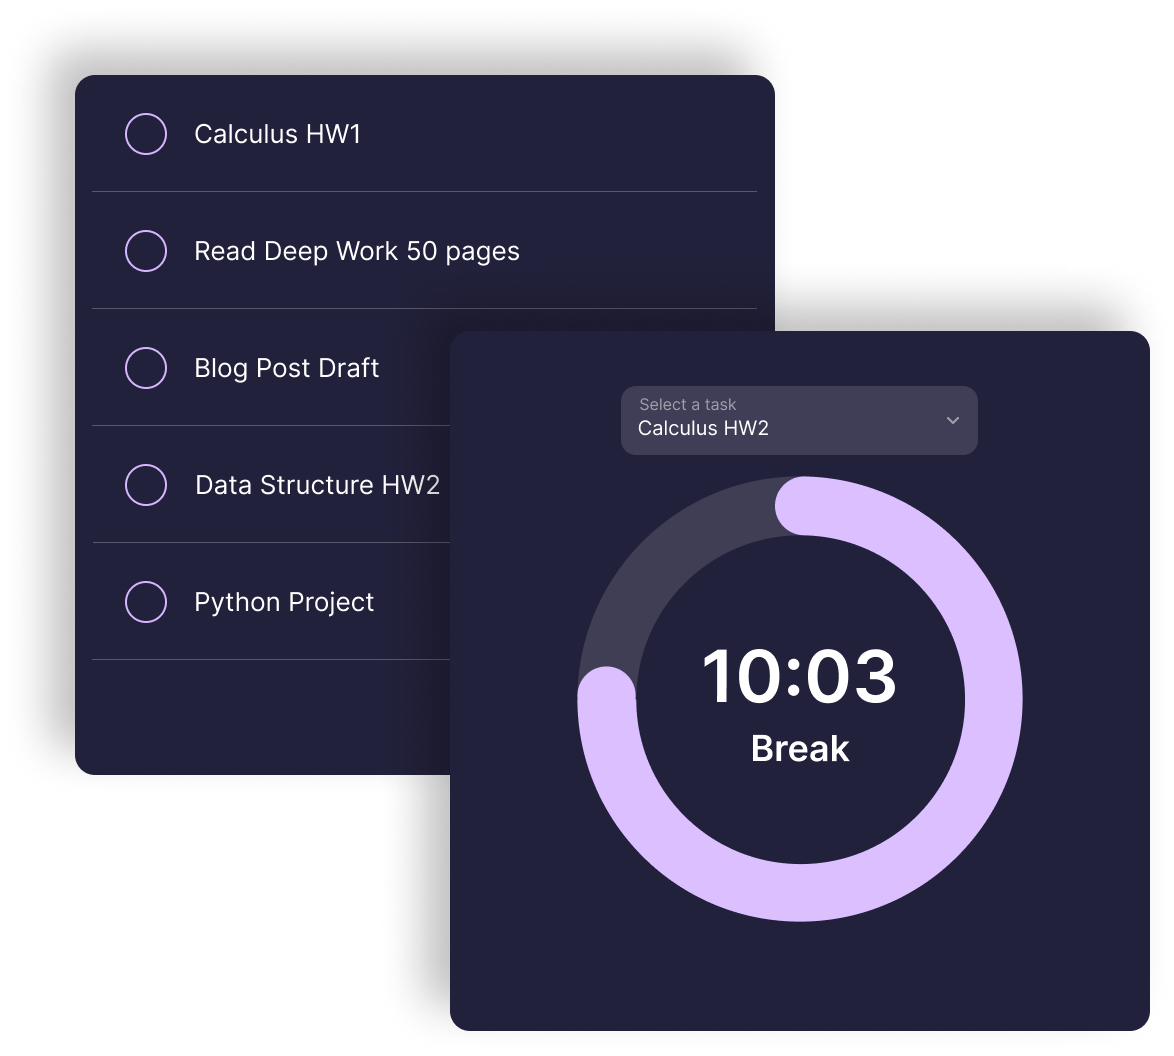 Calculus HW1
Read Deep Work 50 pages
Blog Post Draft
Data Structure HW2
Python Project
Select a task
Calculus HW2
10:03
Break